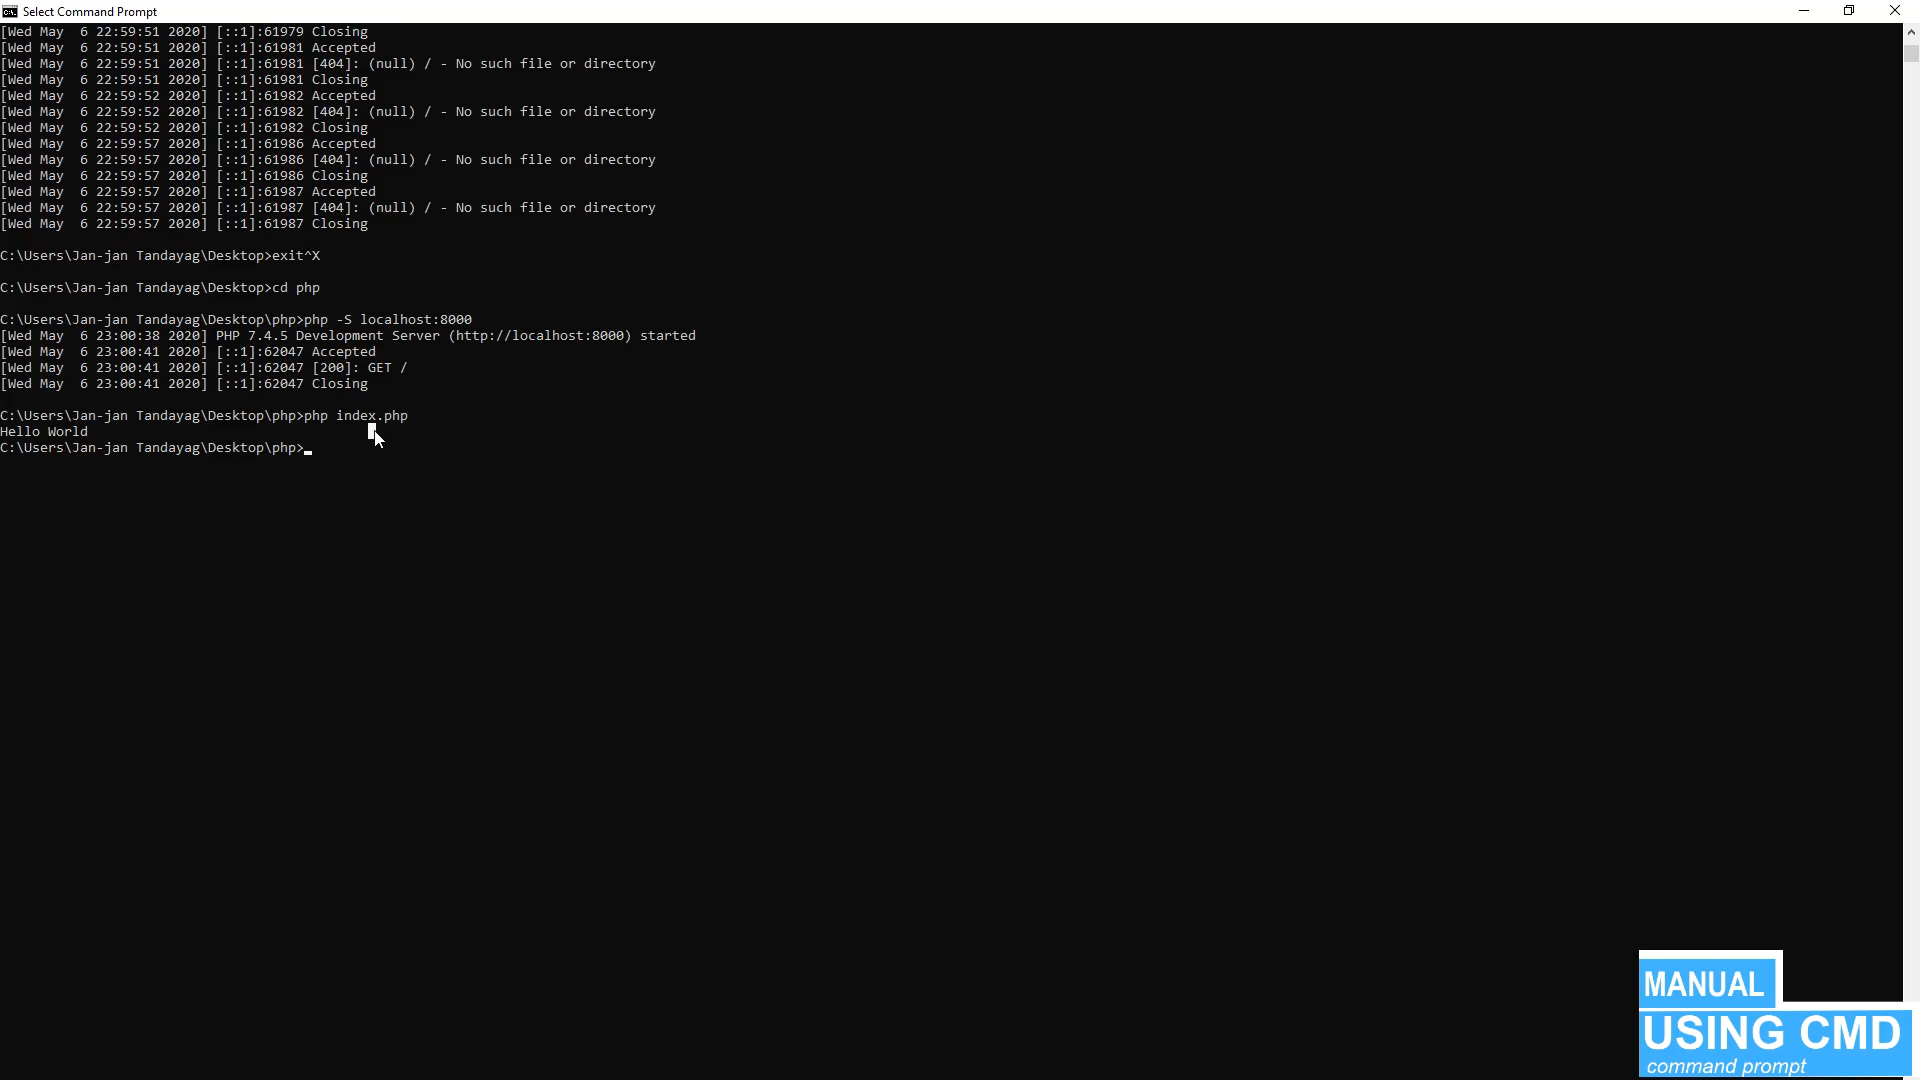 Select Command Prompt
[Wed May  6 22:59:51 2020] [::1]:61979 Closing
[Wed May  6 22:59:51 2020] [::1]:61981 Accepted
[Wed May  6 22:59:51 2020] [::1]:61981 [404]: (null) / - No such file or directory
[Wed May  6 22:59:51 2020] [::1]:61981 Closing
[Wed May  6 22:59:52 2020] [::1]:61982 Accepted
[Wed May  6 22:59:52 2020] [::1]:61982 [404]: (null) / - No such file or directory
[Wed May  6 22:59:52 2020] [::1]:61982 Closing
[Wed May  6 22:59:57 2020] [::1]:61986 Accepted
[Wed May  6 22:59:57 2020] [::1]:61986 [404]: (null) / - No such file or directory
[Wed May  6 22:59:57 2020] [::1]:61986 Closing
[Wed May  6 22:59:57 2020] [::1]:61987 Accepted
[Wed May  6 22:59:57 2020] [::1]:61987 [404]: (null) / - No such file or directory
[Wed May  6 22:59:57 2020] [::1]:61987 Closing
C:\Users\Jan-jan Tandayag\Desktop>exit^X
C:\Users\Jan-jan Tandayag\Desktop>cd php
C:\Users\Jan-jan Tandayag\Desktop\php>php -S localhost:8000
[Wed May  6 23:00:38 2020] PHP 7.4.5 Development Server (http://localhost:8000) started
[Wed May  6 23:00:41 2020] [::1]:62047 Accepted
[Wed May  6 23:00:41 2020] [::1]:62047 [200]: GET /
[Wed May  6 23:00:41 2020] [::1]:62047 Closing
C:\Users\Jan-jan Tandayag\Desktop\php>php index.php
Hello World
C:\Users\Jan-jan Tandayag\Desktop\php>
MANUAL
USING CMD
command prompt